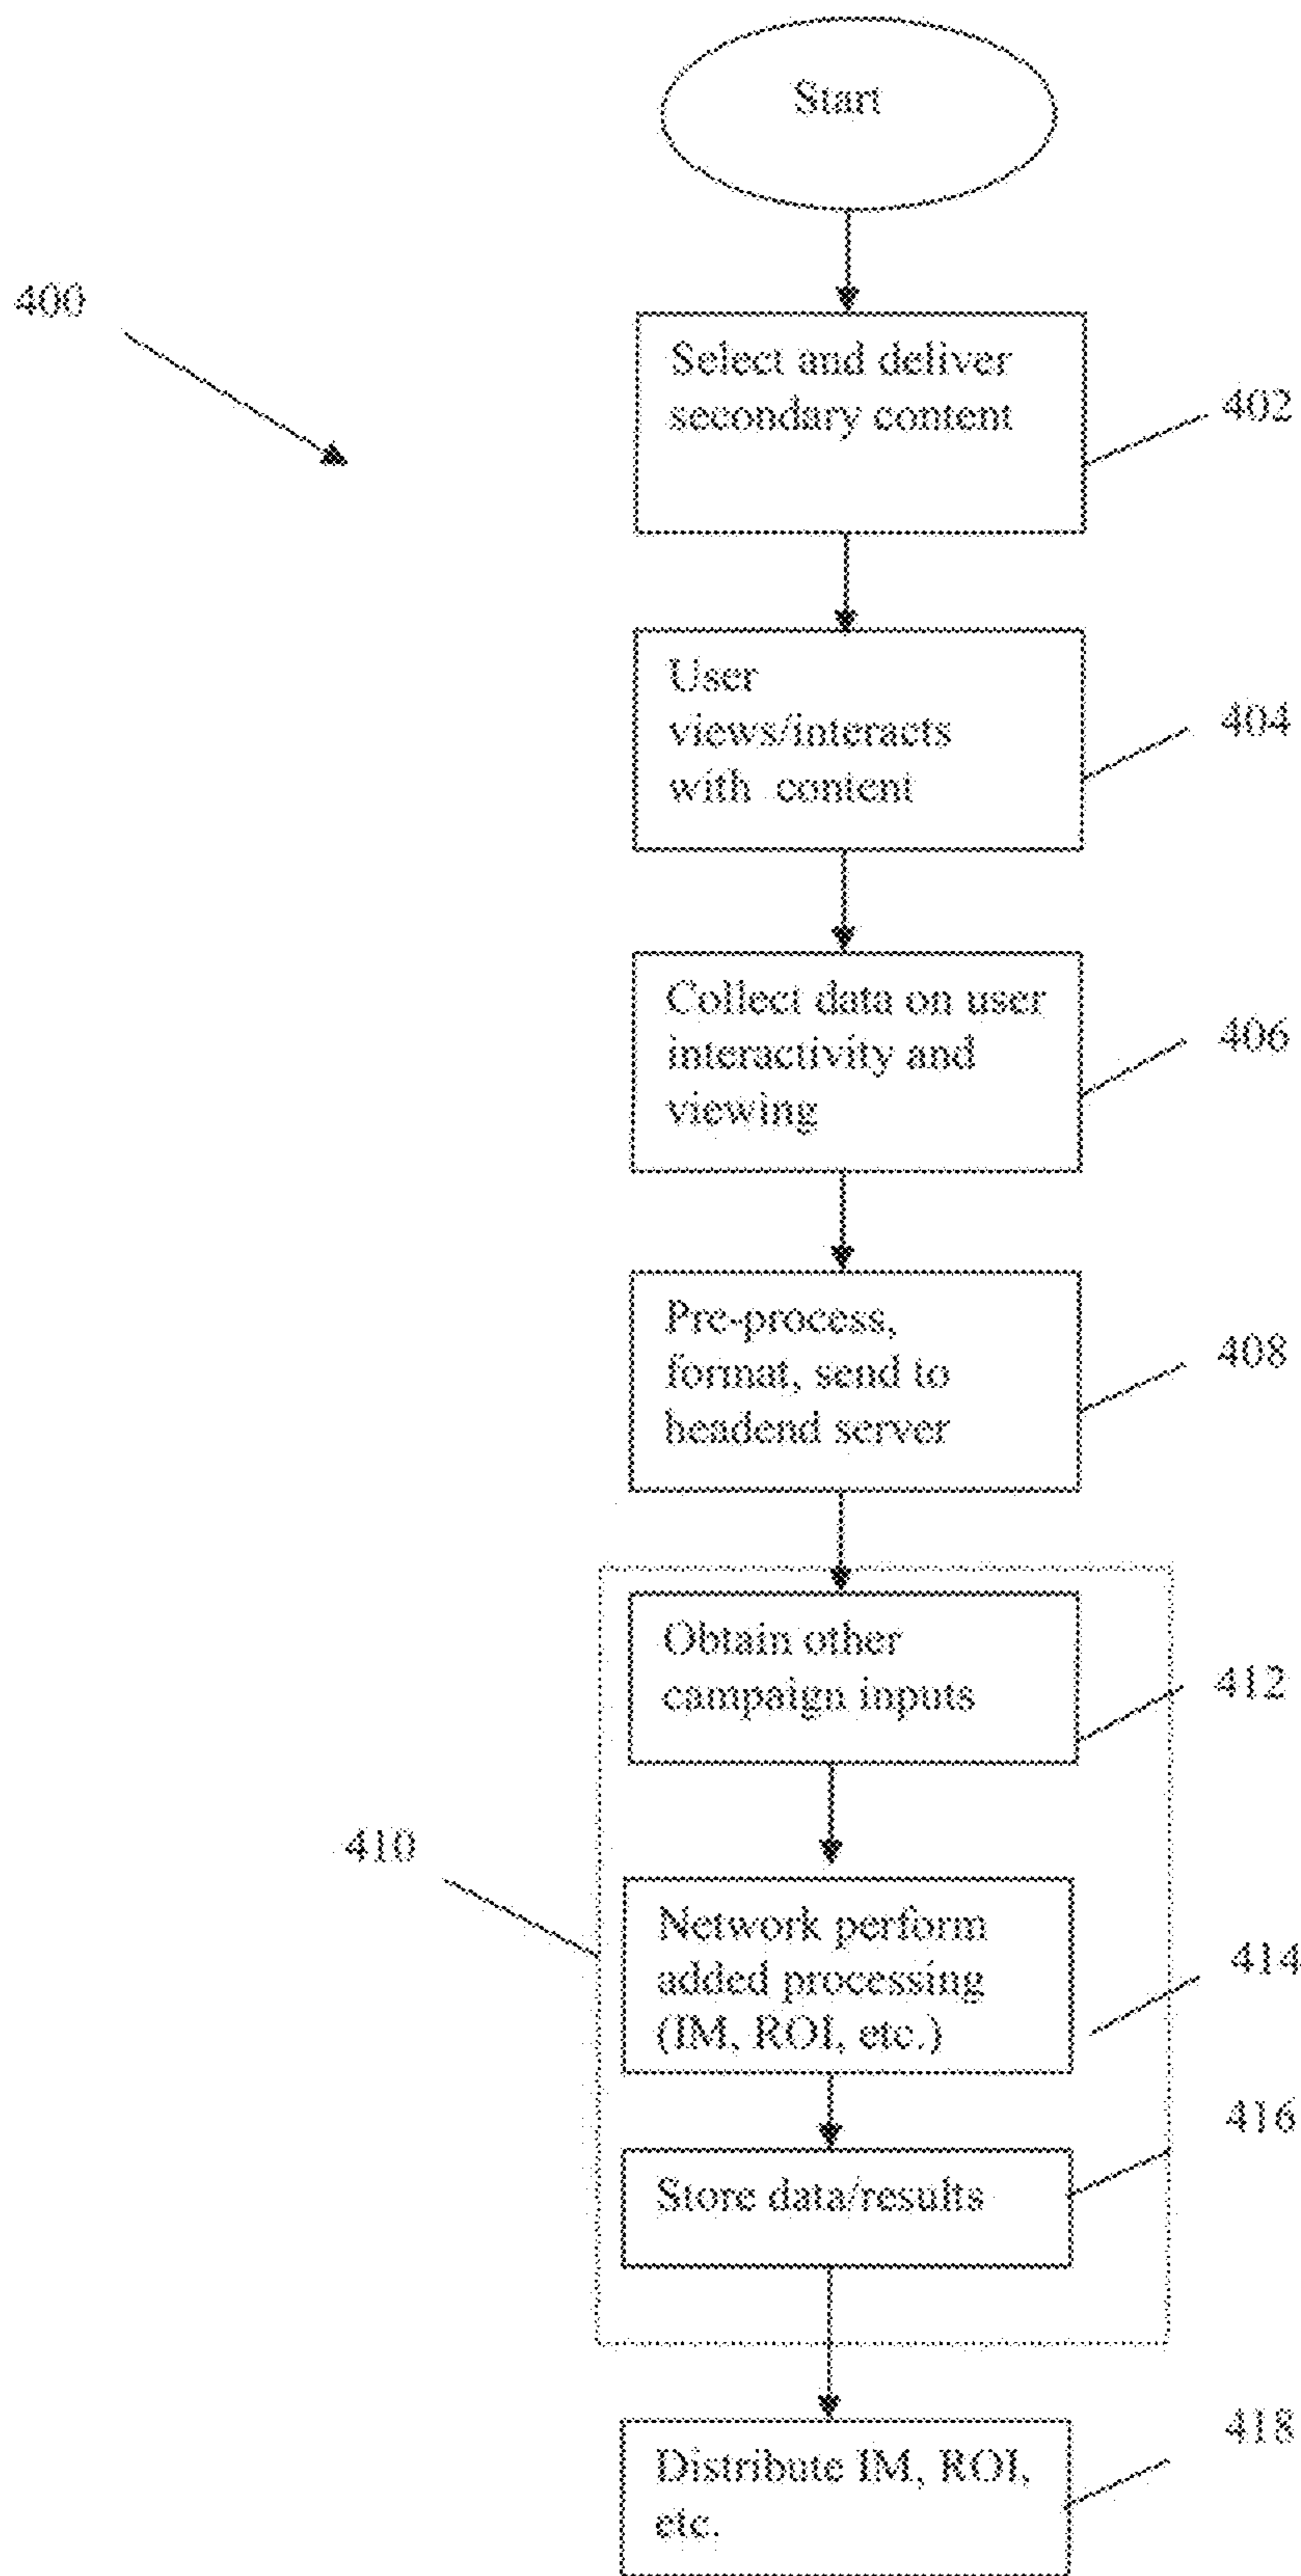 Start
400
Select and deliver
secondary content
402
User
views/interacts
with content
404
Collect data on user
interactivity and
viewing
406
Pre-process,
format, send to
headend server
408
Obtain other
campaign inputs
412
410
Network perform
added processing
(IM, ROI, etc.)
414
416
Store data/results
418
Distribute IM, ROI,
etc.